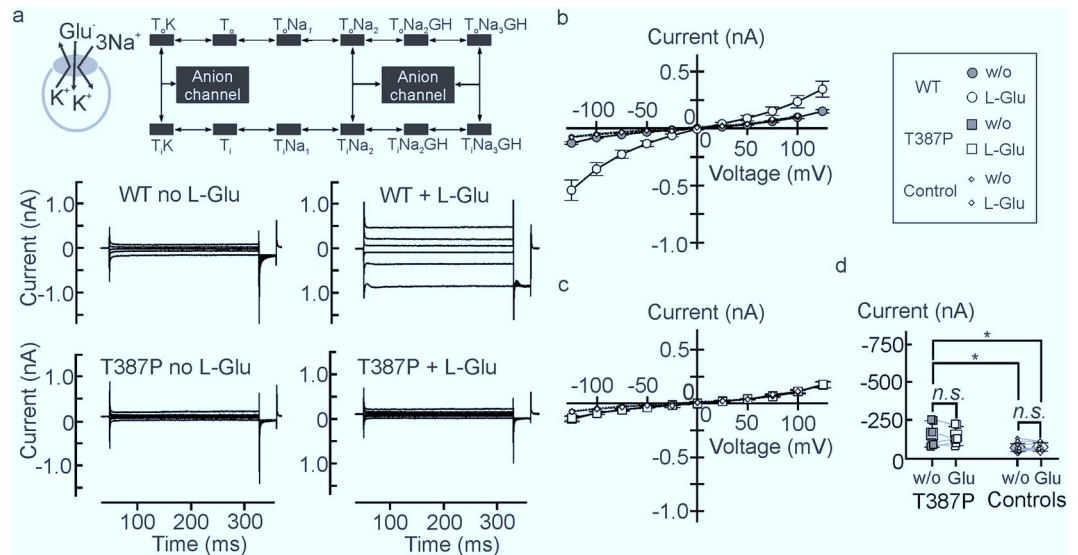 a
Glu⁻
3Na⁺
K⁺
K⁺
TₒK
Tₒ
TₒNa₁
TₒNa₂
TₒNa₂GH
TₒNa₃GH
Anion
channel
Anion
channel
TᵢK
Tᵢ
TᵢNa₁
TᵢNa₂
TᵢNa₂GH
TᵢNa₃GH
WT no L-Glu
WT + L-Glu
Current (nA)
1.0
0
-1.0
1.0
0
1.0
T387P no L-Glu
T387P + L-Glu
Current (nA)
1.0
0
-1.0
1.0
0
100 200 300
Time (ms)
100 200 300
Time (ms)
b
Current (nA)
0.5
-100 -50 0
0 50 100
Voltage (mV)
-0.5
-1.0
WT
w/o
L-Glu
T387P
w/o
L-Glu
Control
w/o
L-Glu
c
Current (nA)
0.5
-100 -50 0
0 50 100
Voltage (mV)
-0.5
-1.0
d
Current (nA)
-750
-500
-250
0
*
*
n.s.
n.s.
w/o Glu w/o Glu
T387P Controls